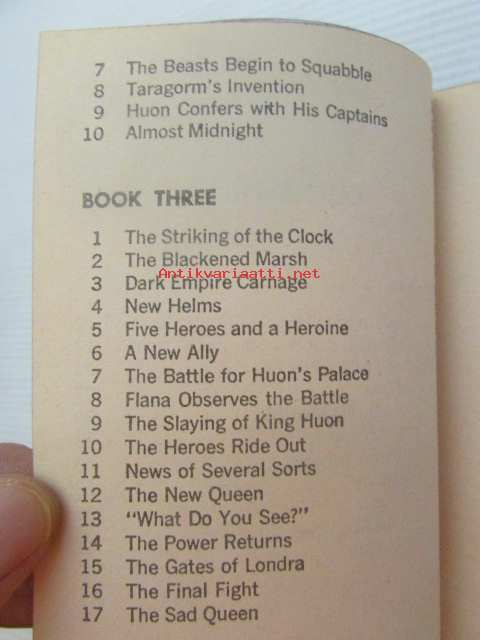 7 The Beasts Begin to Squabble
8 Taragorm's Invention
9 Huon Confers with His Captains
10 Almost Midnight
BOOK THREE
1 The Striking of the Clock
2 The Blackened Marsh
Antikvariaatti.net
3 Dark Empire Carnage
4 New Helms
5 Five Heroes and a Heroine
6 A New Ally
7 The Battle for Huon's Palace
8 Flana Observes the Battle
9 The Slaying of King Huon
10 The Heroes Ride Out
11 News of Several Sorts
12 The New Queen
13 "What Do You See?"
14 The Power Returns
15 The Gates of Londra
16 The Final Fight
17 The Sad Queen